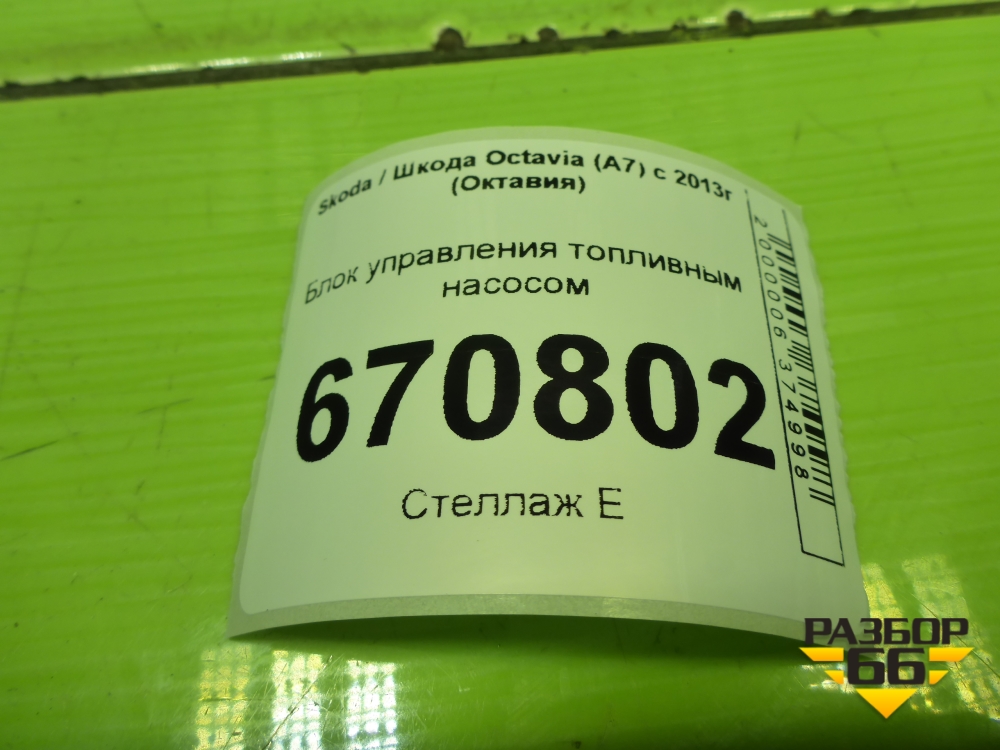 Skoda / Шкода Octavia (A7) с 2013г
(Октавия)
Блок управления топливным
насосом
670802
Стеллаж Е
2000006374998
РАЗБОР
66